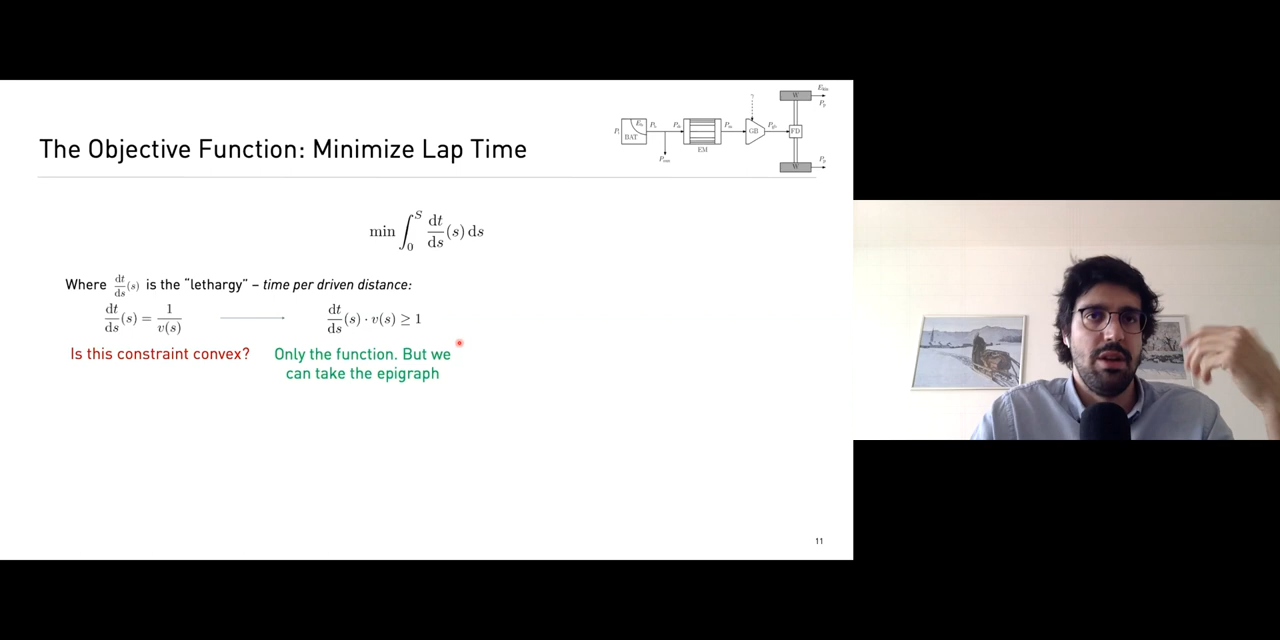 The Objective Function: Minimize Lap Time
BAT
EM
GB
FD
W
W
min ∫₀ˢ dt/ds (s) ds
Where dt/ds (s) is the “lethargy” – time per driven distance:
dt/ds (s) = 1/v(s)
dt/ds (s) · v(s) ≥ 1
Is this constraint convex?
Only the function. But we
can take the epigraph
11